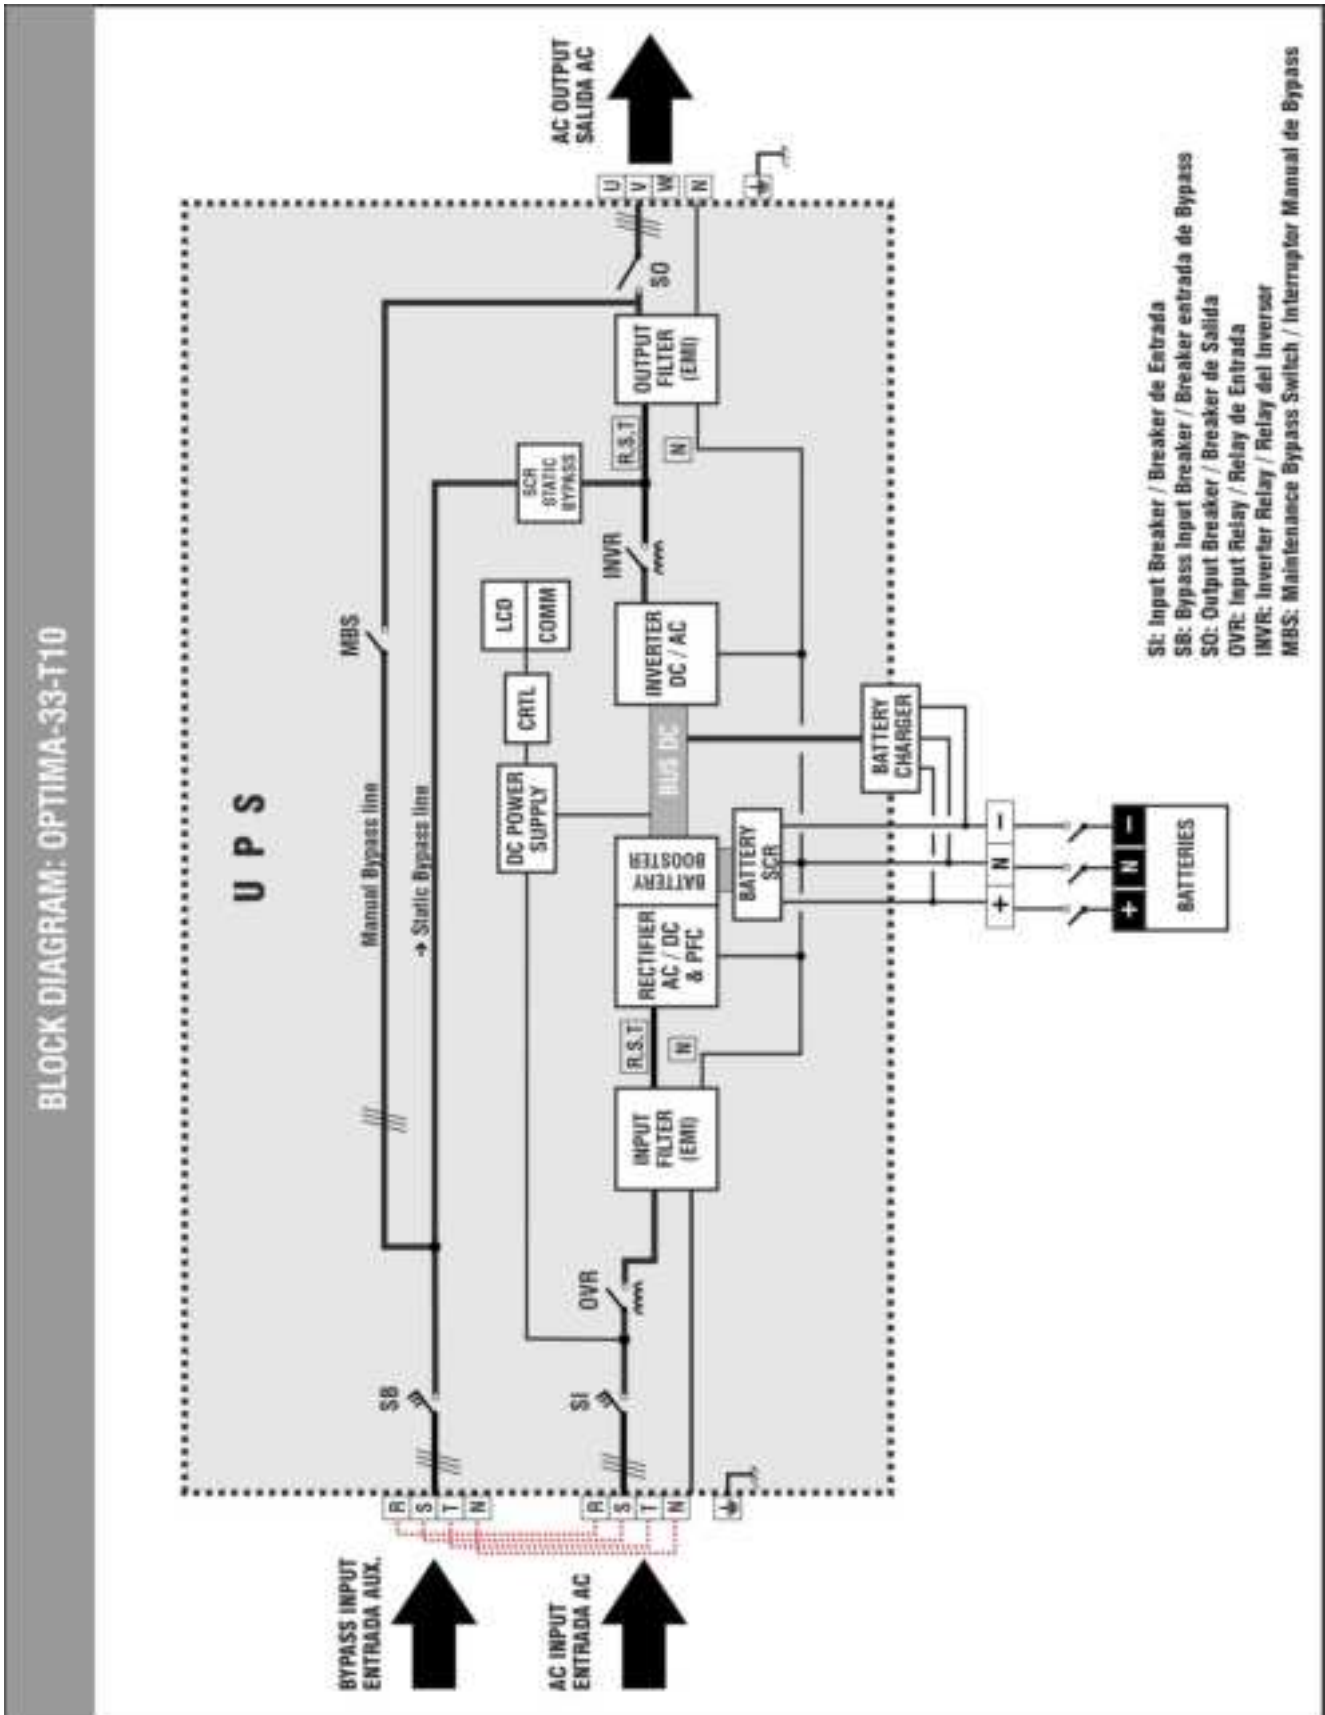 BLOCK DIAGRAM: OPTIMA-33-T10
U P S
BYPASS INPUT
ENTRADA AUX.
R
S
T
N
SB
Manual Bypass line
→ Static Bypass line
MBS
SCR
STATIC
BYPASS
AC INPUT
ENTRADA AC
R
S
T
N
SI
OVR
INPUT
FILTER
(EMI)
R.S.T
N
RECTIFIER
AC / DC
& PFC
BATTERY
BOOSTER
DC POWER
SUPPLY
CRTL
LCD
COMM
BUS DC
INVERTER
DC / AC
INVR
R.S.T
N
OUTPUT
FILTER
(EMI)
SO
U
V
W
N
AC OUTPUT
SALIDA AC
BATTERY
SCR
BATTERY
CHARGER
+ N −
+ N −
BATTERIES
SI: Input Breaker / Breaker de Entrada
SB: Bypass Input Breaker / Breaker entrada de Bypass
SO: Output Breaker / Breaker de Salida
OVR: Input Relay / Relay de Entrada
INVR: Inverter Relay / Relay del Inversor
MBS: Maintenance Bypass Switch / Interruptor Manual de Bypass